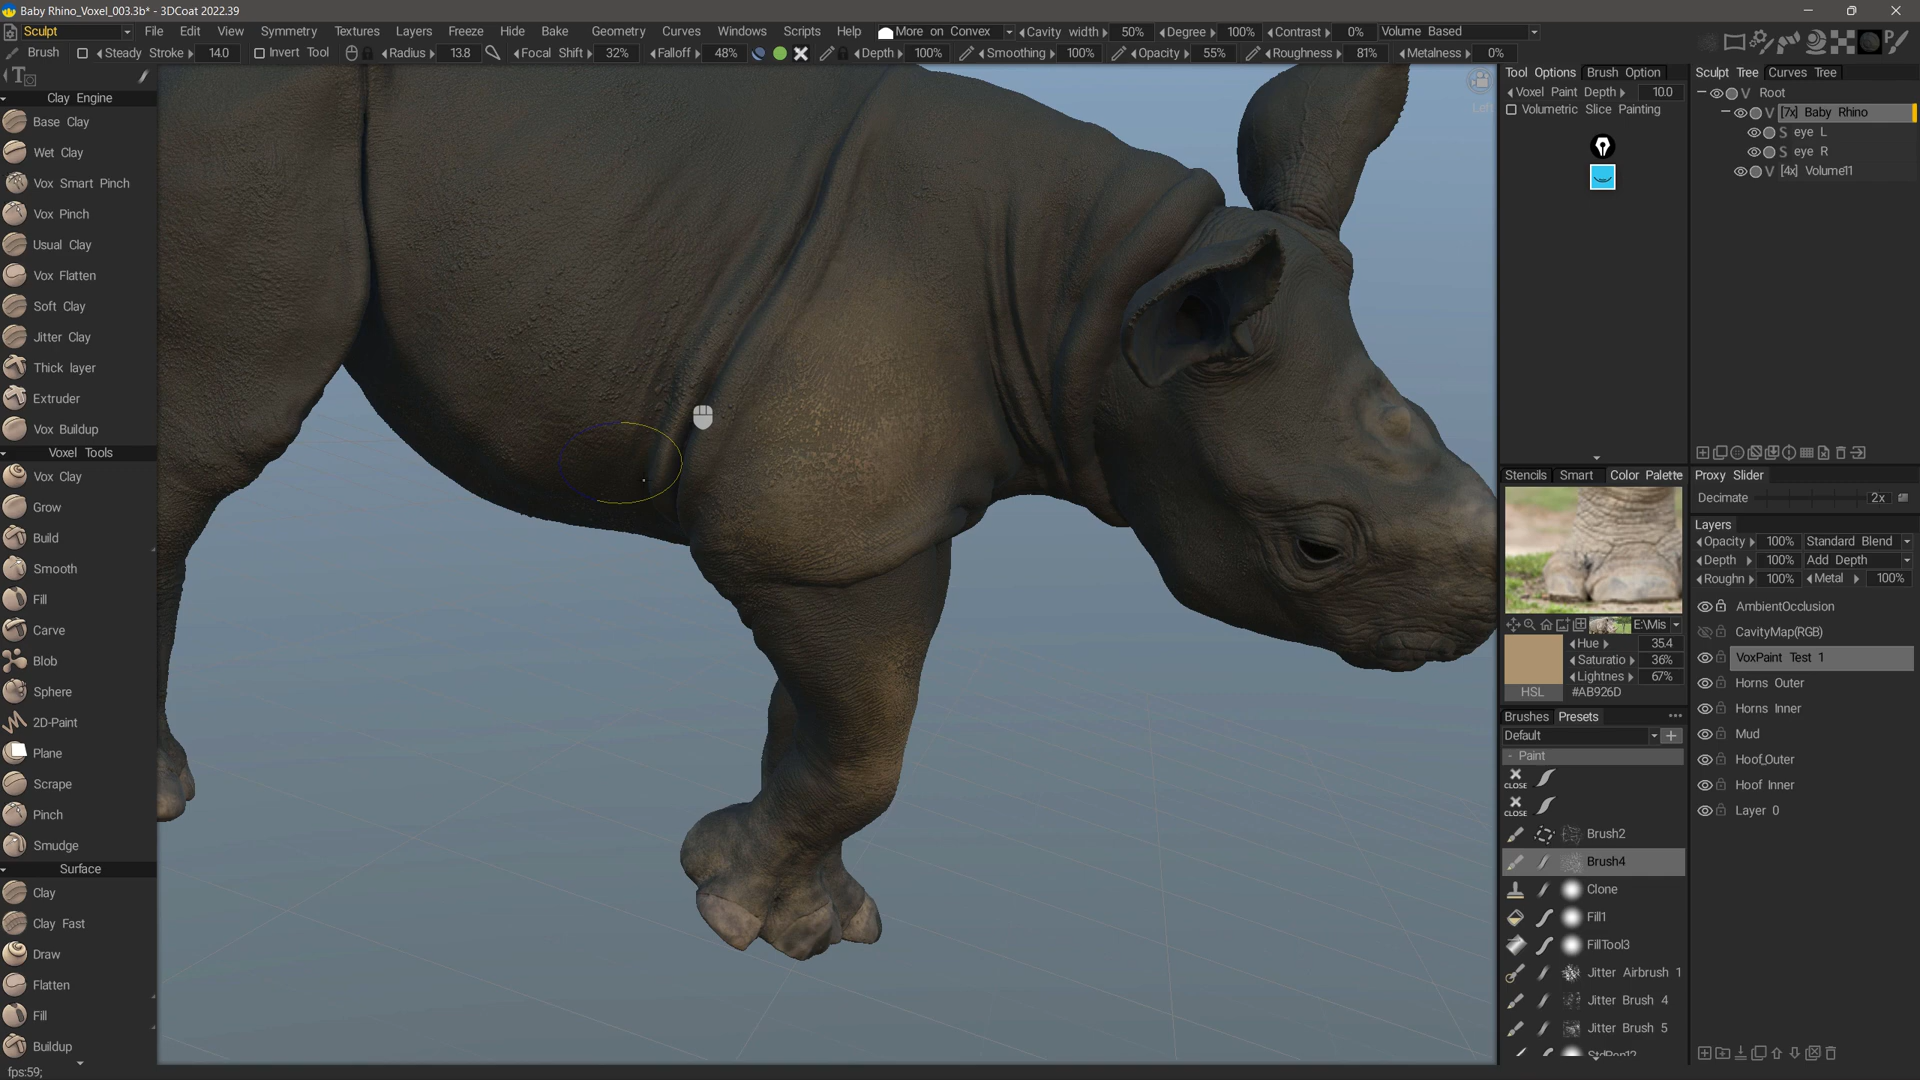 Baby Rhino_Voxel_003.3b* - 3DCoat 2022.39
Sculpt File Edit View Symmetry Textures Layers Freeze Hide Bake Geometry Curves Windows Scripts Help More on Convex Cavity width 50% Degree 100% Contrast 0% Volume Based
Brush Steady Stroke 14.0 Invert Tool Radius 13.8 Focal Shift 32% Falloff 48% Depth 100% Smoothing 100% Opacity 55% Roughness 81% Metalness 0%
Clay Engine
Base Clay
Wet Clay
Vox Smart Pinch
Vox Pinch
Usual Clay
Vox Flatten
Soft Clay
Jitter Clay
Thick layer
Extruder
Vox Buildup
Voxel Tools
Vox Clay
Grow
Build
Smooth
Fill
Carve
Blob
Sphere
2D-Paint
Plane
Scrape
Pinch
Smudge
Surface
Clay
Clay Fast
Draw
Flatten
Fill
Buildup
fps:59;
Tool Options Brush Option
Voxel Paint Depth 10.0
Volumetric Slice Painting
Stencils Smart Color Palette
E:\Mis
Hue 35.4
Saturatio 36%
Lightnes 67%
HSL #AB926D
Brushes Presets
Default
Paint
CLOSE
CLOSE
Brush2
Brush4
Clone
Fill1
FillTool3
Jitter Airbrush 1
Jitter Brush 4
Jitter Brush 5
Sculpt Tree Curves Tree
Root
V [7x] Baby Rhino
S eye L
S eye R
V [4x] Volume11
Proxy Slider
Decimate 2x
Layers
Opacity 100% Standard Blend
Depth 100% Add Depth
Roughn 100% Metal 100%
AmbientOcclusion
CavityMap(RGB)
VoxPaint Test 1
Horns Outer
Horns Inner
Mud
Hoof_Outer
Hoof Inner
Layer 0